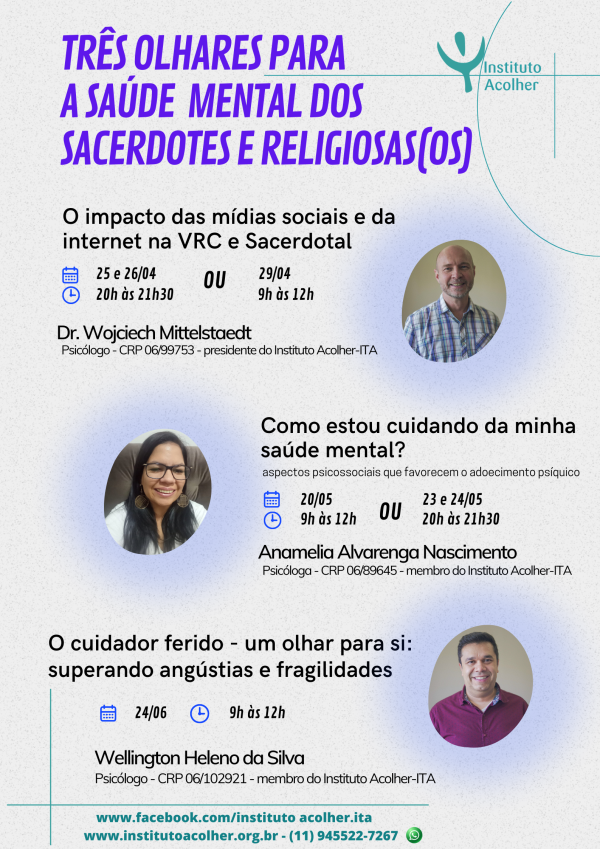 TRÊS OLHARES PARA
A SAÚDE MENTAL DOS
SACERDOTES E RELIGIOSAS(OS)
Instituto
Acolher
O impacto das mídias sociais e da
internet na VRC e Sacerdotal
25 e 26/04 OU 29/04
20h às 21h30 9h às 12h
Dr. Wojciech Mittelstaedt
Psicólogo - CRP 06/99753 - presidente do Instituto Acolher-ITA
Como estou cuidando da minha
saúde mental?
aspectos psicossociais que favorecem o adoecimento psíquico
20/05 OU 23 e 24/05
9h às 12h 20h às 21h30
Anamelia Alvarenga Nascimento
Psicóloga - CRP 06/89645 - membro do Instituto Acolher-ITA
O cuidador ferido - um olhar para si:
superando angústias e fragilidades
24/06 9h às 12h
Wellington Heleno da Silva
Psicólogo - CRP 06/102921 - membro do Instituto Acolher-ITA
www.facebook.com/instituto acolher.ita
www.institutoacolher.org.br - (11) 945522-7267